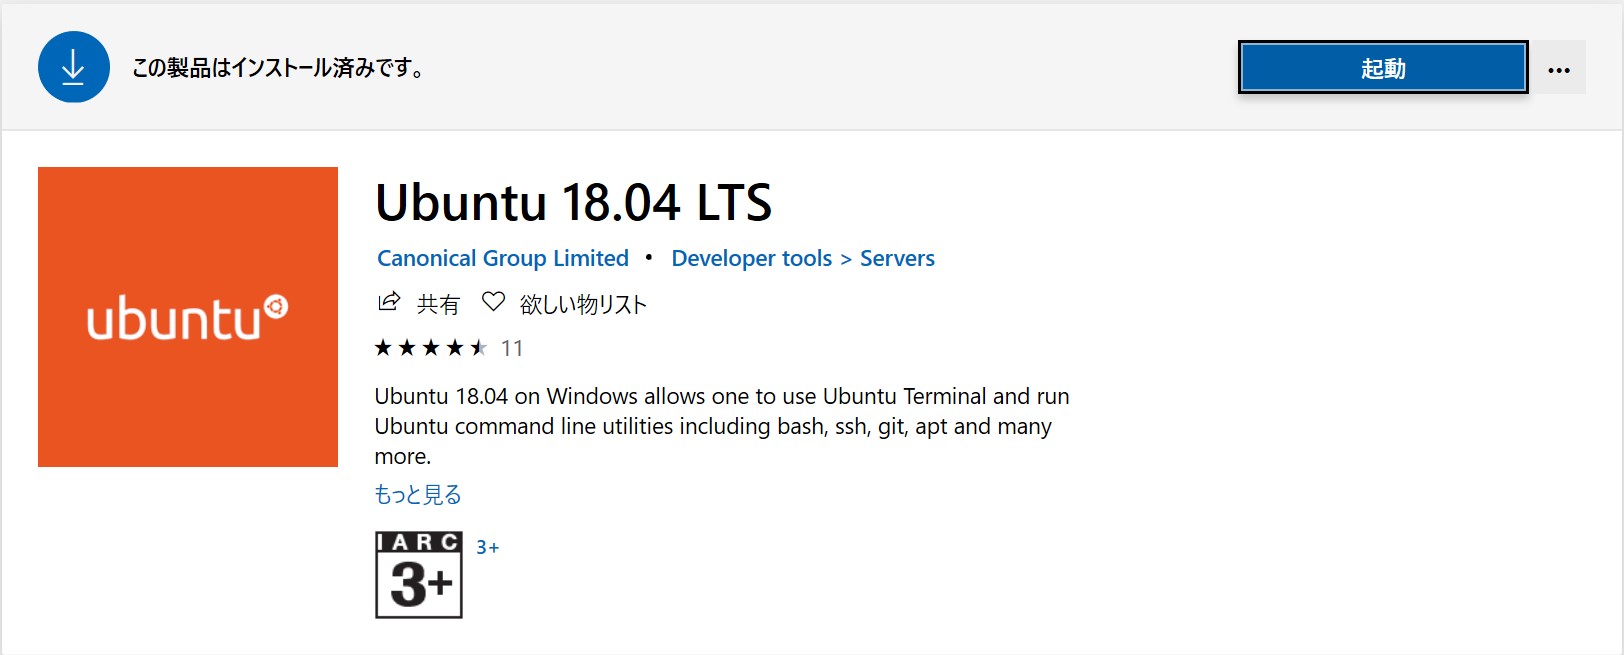 この製品はインストール済みです。
起動
ubuntu
Ubuntu 18.04 LTS
Canonical Group Limited • Developer tools > Servers
共有 欲しい物リスト
11
Ubuntu 18.04 on Windows allows one to use Ubuntu Terminal and run
Ubuntu command line utilities including bash, ssh, git, apt and many
more.
もっと見る
IARC
3+
3+